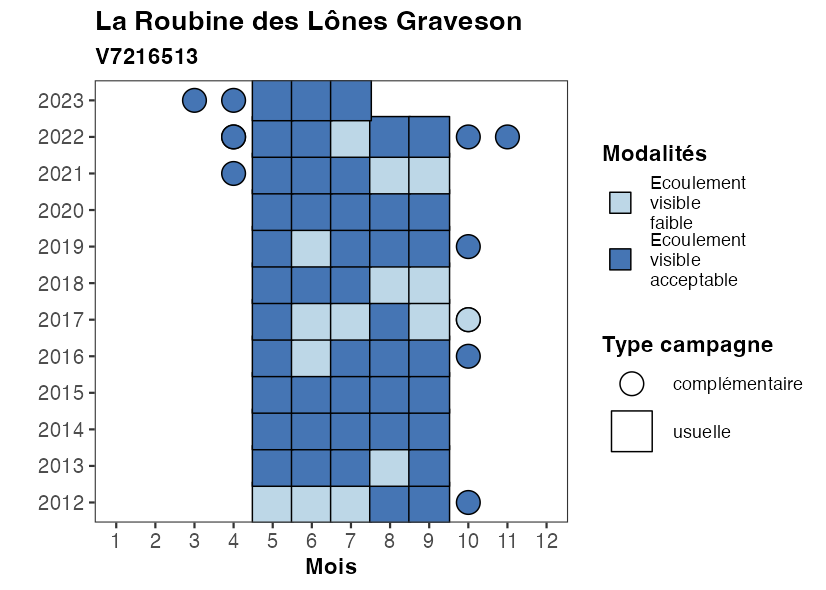 La Roubine des Lônes Graveson
V7216513
2023
2022
2021
2020
2019
2018
2017
2016
2015
2014
2013
2012
1 2 3 4 5 6 7 8 9 10 11 12
Mois
Modalités
Ecoulement
visible
faible
Ecoulement
visible
acceptable
Type campagne
complémentaire
usuelle